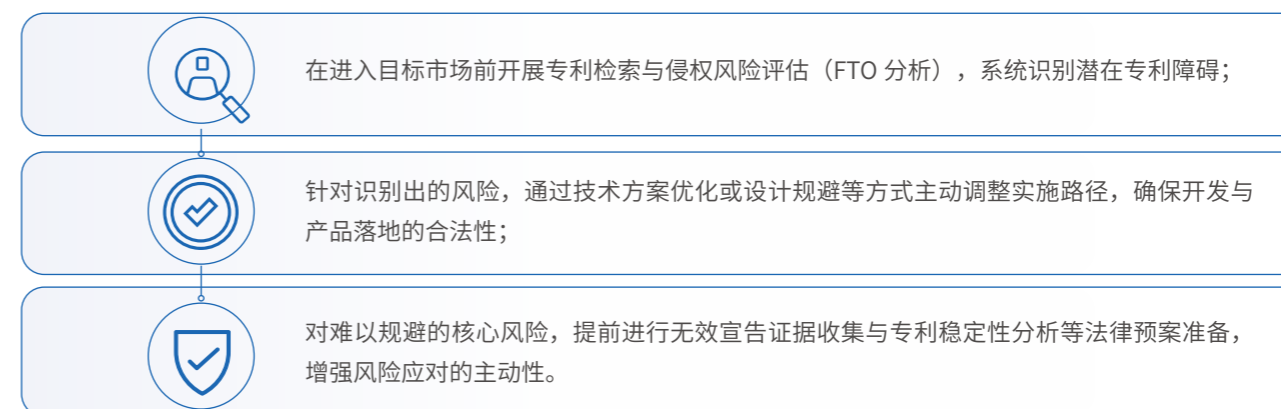 在进入目标市场前开展专利检索与侵权风险评估（FTO 分析），系统识别潜在专利障碍；
针对识别出的风险，通过技术方案优化或设计规避等方式主动调整实施路径，确保开发与
产品落地的合法性；
对难以规避的核心风险，提前进行无效宣告证据收集与专利稳定性分析等法律预案准备，
增强风险应对的主动性。